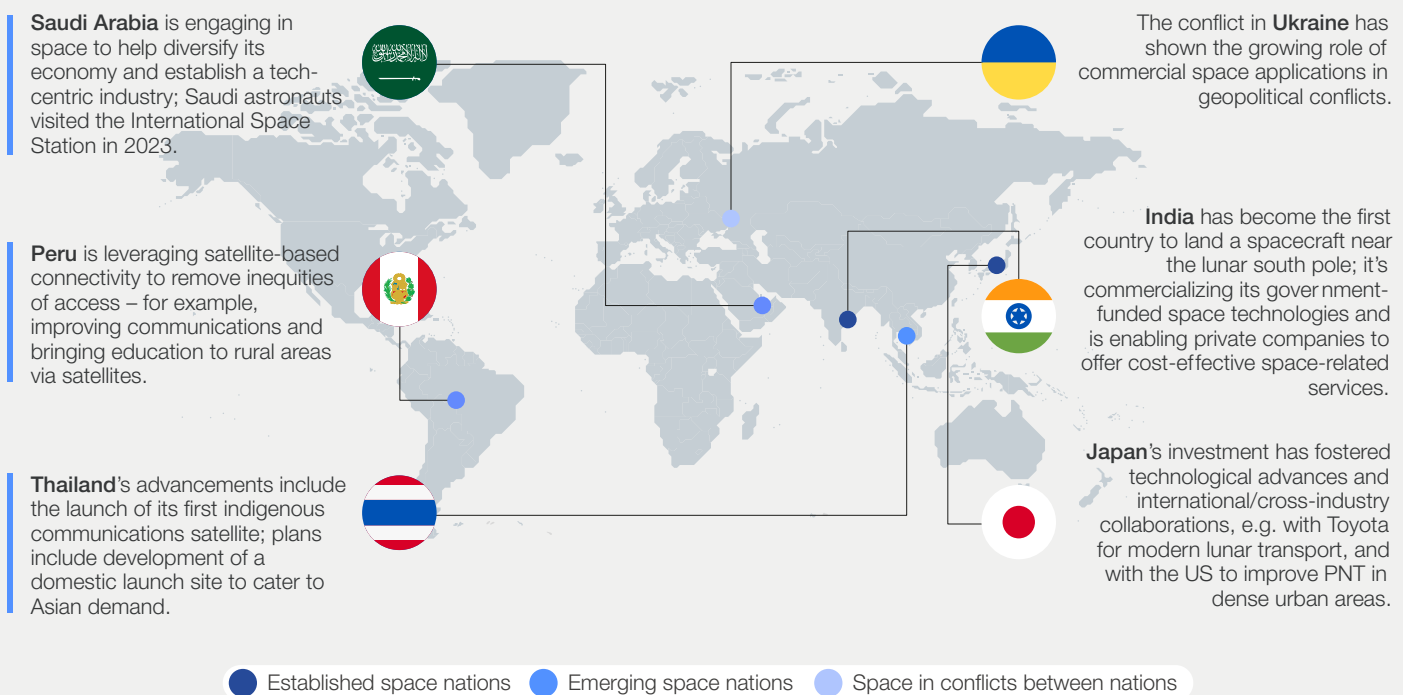 Saudi Arabia is engaging in
space to help diversify its
economy and establish a tech-
centric industry; Saudi astronauts
visited the International Space
Station in 2023.
Peru is leveraging satellite-based
connectivity to remove inequities
of access – for example,
improving communications and
bringing education to rural areas
via satellites.
Thailand's advancements include
the launch of its first indigenous
communications satellite; plans
include development of a
domestic launch site to cater to
Asian demand.
The conflict in Ukraine has
shown the growing role of
commercial space applications in
geopolitical conflicts.
India has become the first
country to land a spacecraft near
the lunar south pole; it's
commercializing its government-
funded space technologies and
is enabling private companies to
offer cost-effective space-related
services.
Japan's investment has fostered
technological advances and
international/cross-industry
collaborations, e.g. with Toyota
for modern lunar transport, and
with the US to improve PNT in
dense urban areas.
Established space nations
Emerging space nations
Space in conflicts between nations